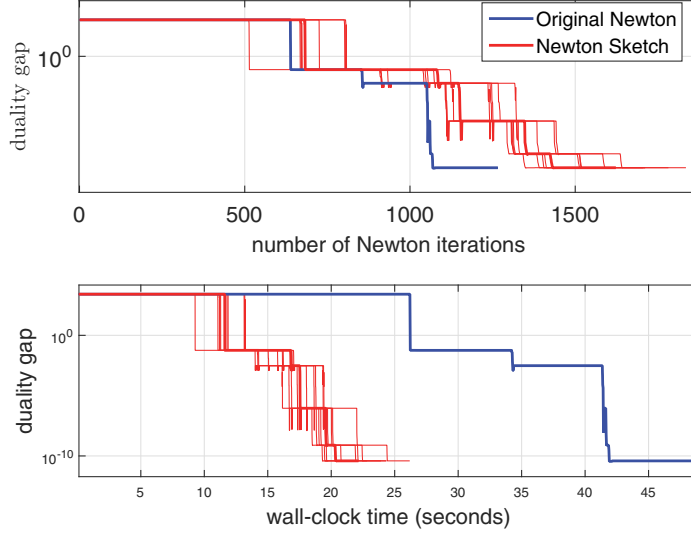 Original Newton
Newton Sketch
duality gap
10^0
0 500 1000 1500
number of Newton iterations
duality gap
10^0
10^-10
5 10 15 20 25 30 35 40 45
wall-clock time (seconds)